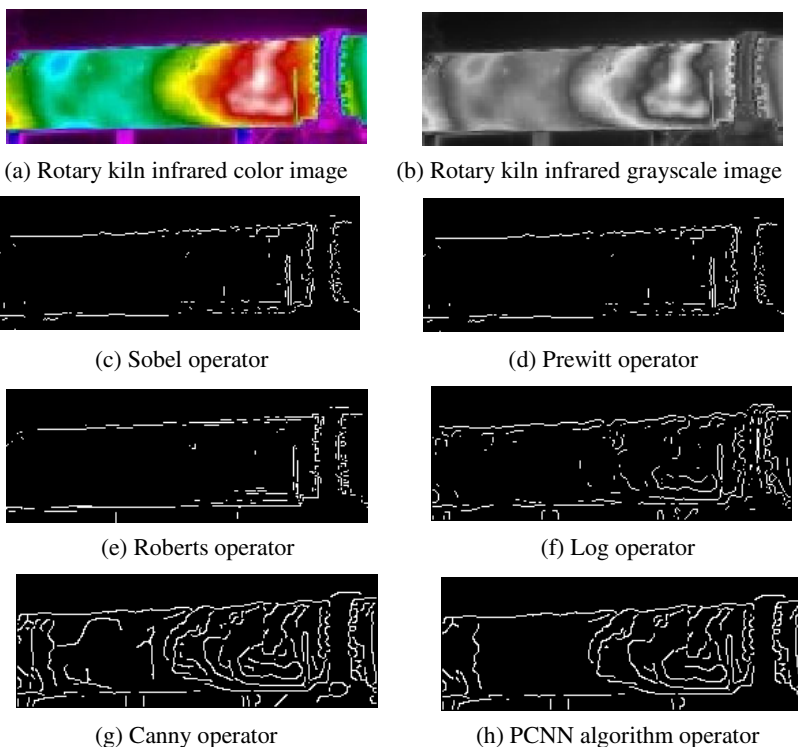 (a) Rotary kiln infrared color image
(b) Rotary kiln infrared grayscale image
(c) Sobel operator
(d) Prewitt operator
(e) Roberts operator
(f) Log operator
(g) Canny operator
(h) PCNN algorithm operator